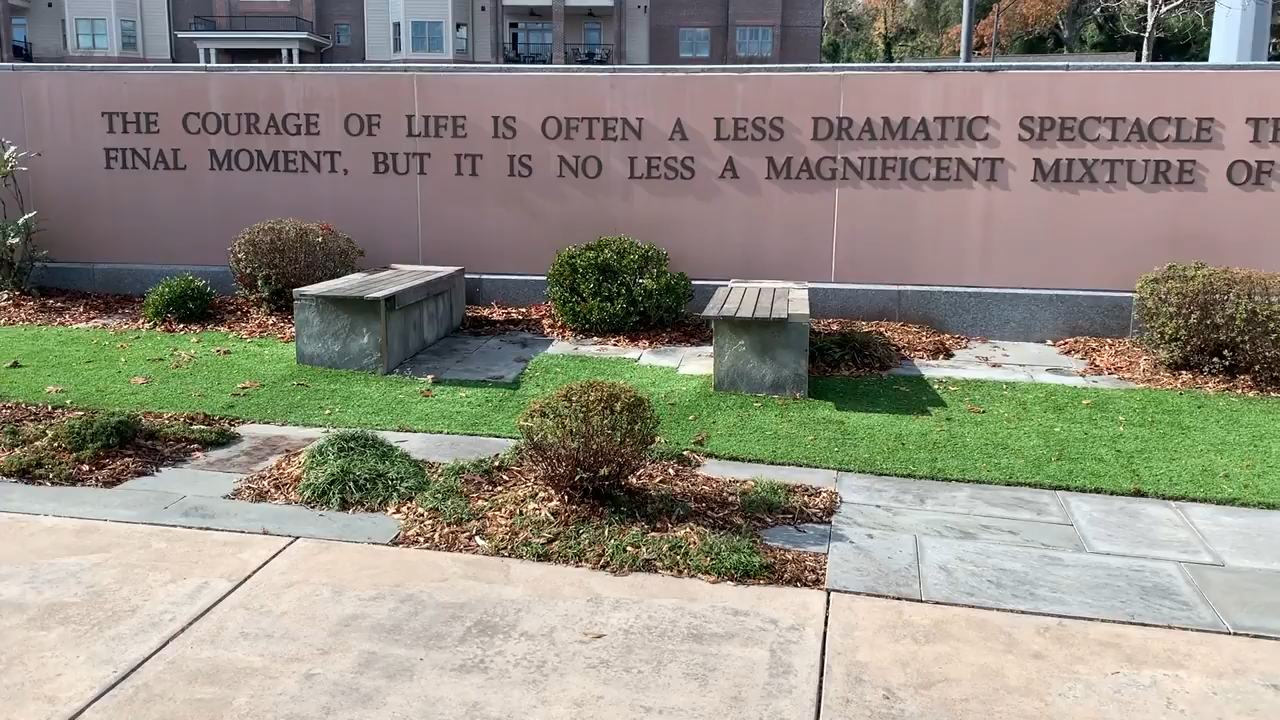 THE COURAGE OF LIFE IS OFTEN A LESS DRAMATIC SPECTACLE
FINAL MOMENT, BUT IT IS NO LESS A MAGNIFICENT MIXTURE OF